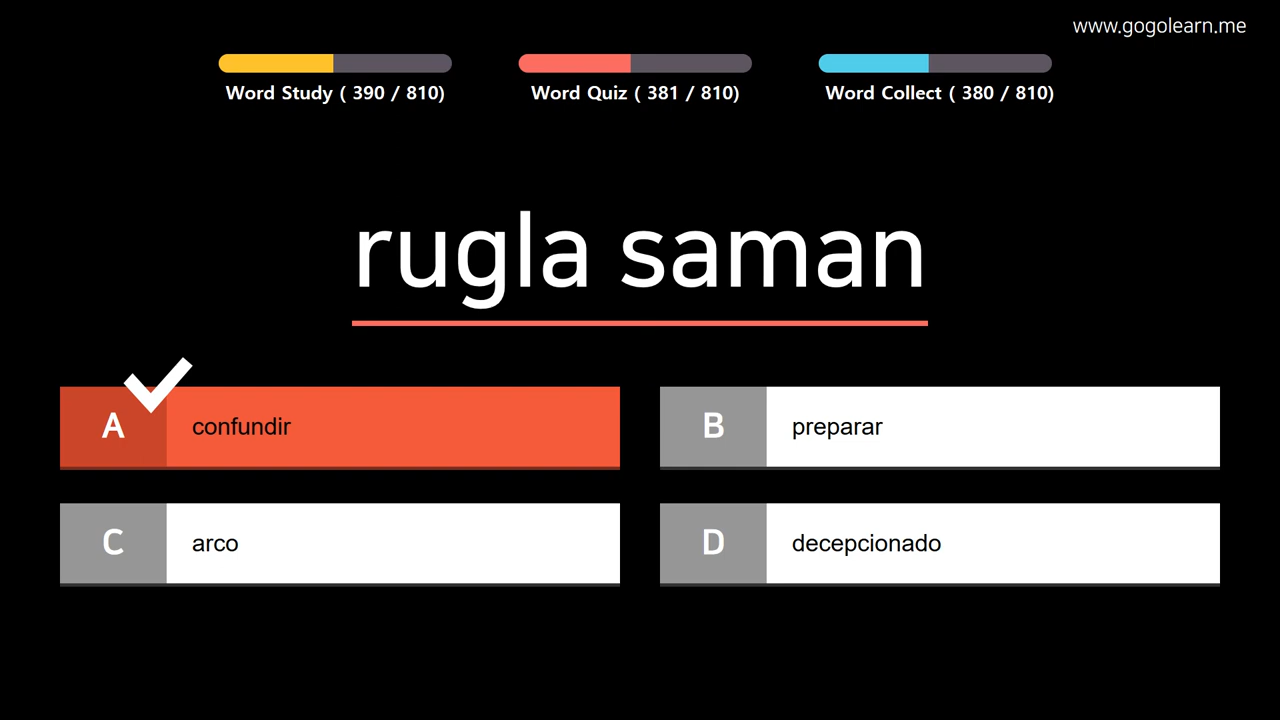 www.gogolearn.me
Word Study ( 390 / 810)
Word Quiz ( 381 / 810)
Word Collect ( 380 / 810)
rugla saman
A confundir
B preparar
C arco
D decepcionado